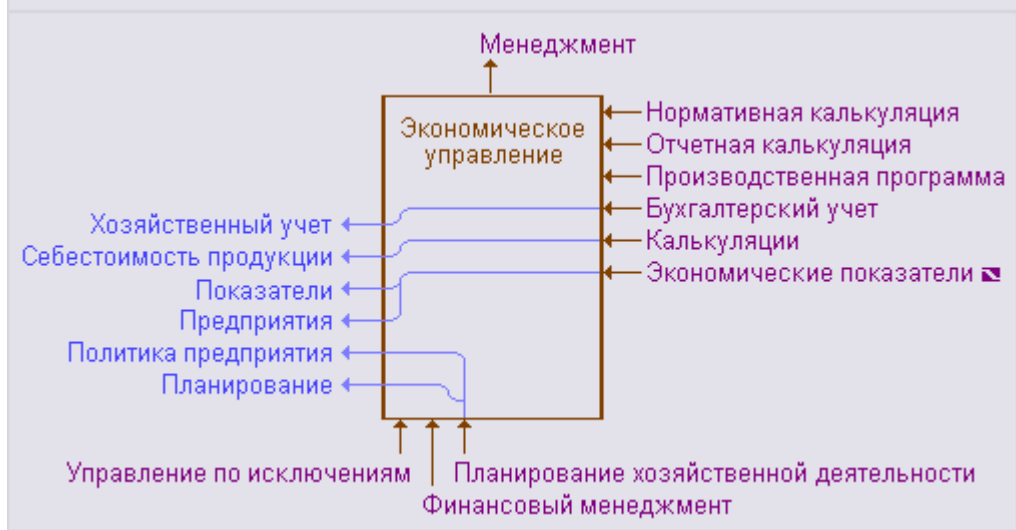 Менеджмент
Экономическое
управление
Нормативная калькуляция
Отчетная калькуляция
Производственная программа
Бухгалтерский учет
Калькуляции
Экономические показатели
Хозяйственный учет
Себестоимость продукции
Показатели
Предприятия
Политика предприятия
Планирование
Управление по исключениям
Планирование хозяйственной деятельности
Финансовый менеджмент